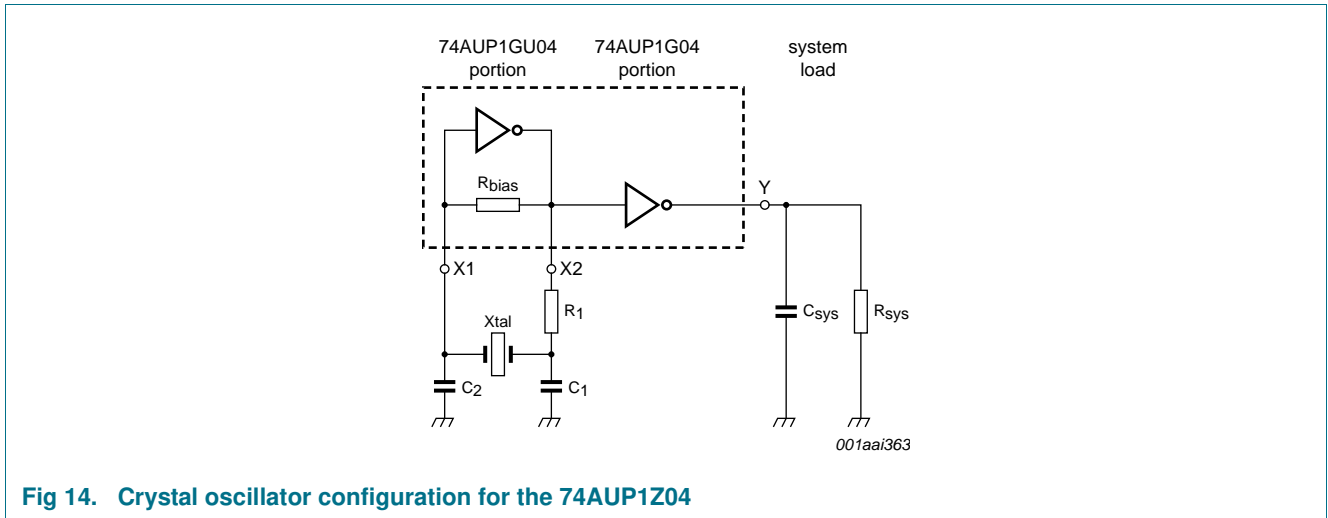 74AUP1GU04 portion
74AUP1G04 portion
system load
Rbias
Y
X1
X2
R1
Csys
Rsys
Xtal
C2
C1
001aai363
Fig 14. Crystal oscillator configuration for the 74AUP1Z04